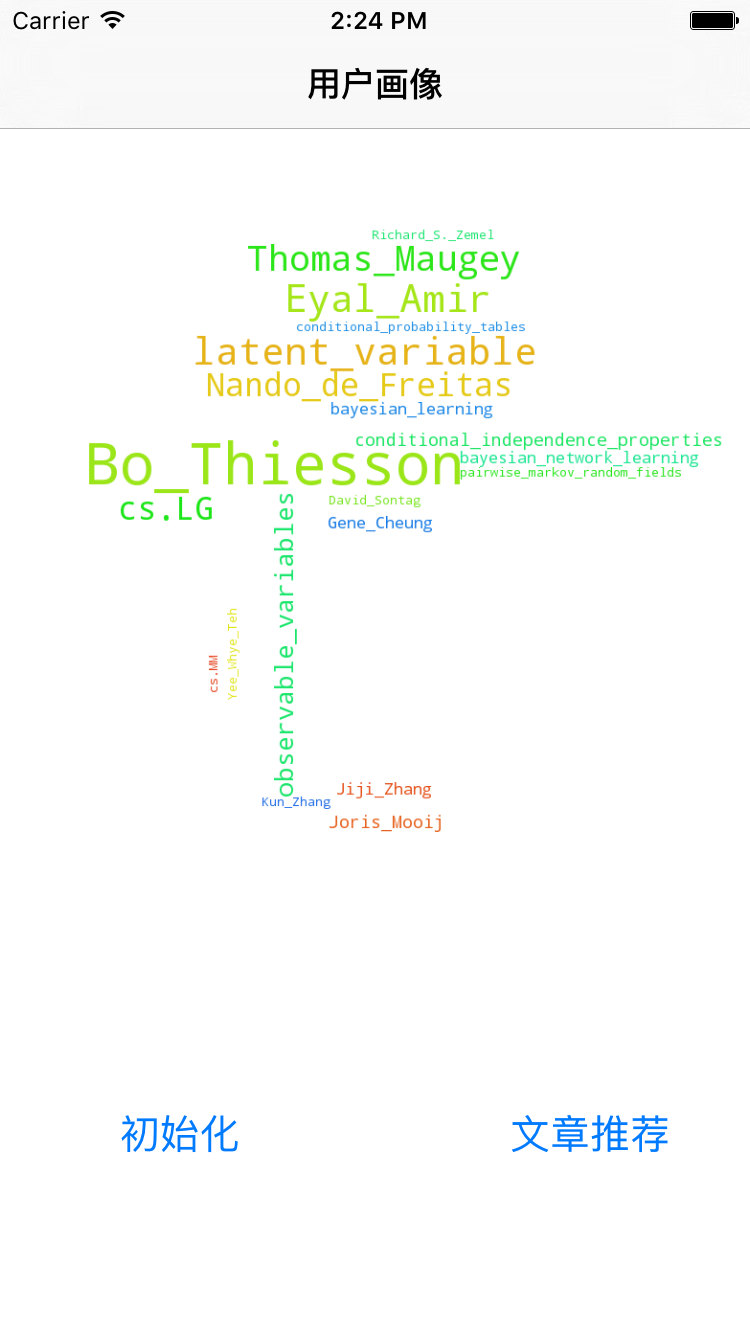 Carrier 2:24 PM
用户画像
Richard_S._Zemel
Thomas_Maugey
Eyal_Amir
conditional_probability_tables
latent_variable
Nando_de_Freitas
bayesian_learning
conditional_independence_properties
Bo_Thiesson
bayesian_network_learning
pairwise_markov_random_fields
cs.LG
David_Sontag
Gene_Cheung
observable_variables
Yee_Whye_Teh
cs.MM
Jiji_Zhang
Kun_Zhang
Joris_Mooij
初始化 文章推荐